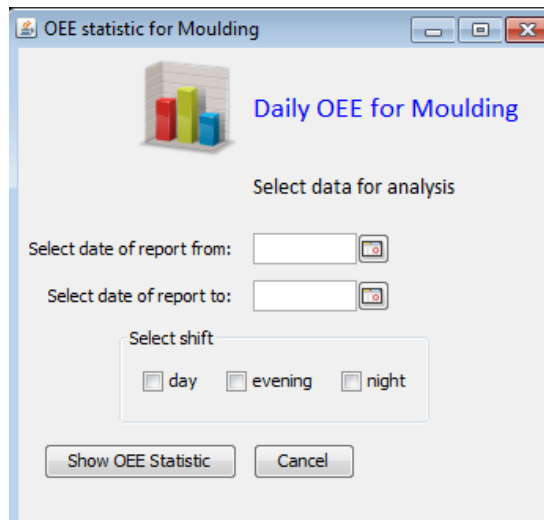 OEE statistic for Moulding
Daily OEE for Moulding
Select data for analysis
Select date of report from:
Select date of report to:
Select shift
day evening night
Show OEE Statistic Cancel